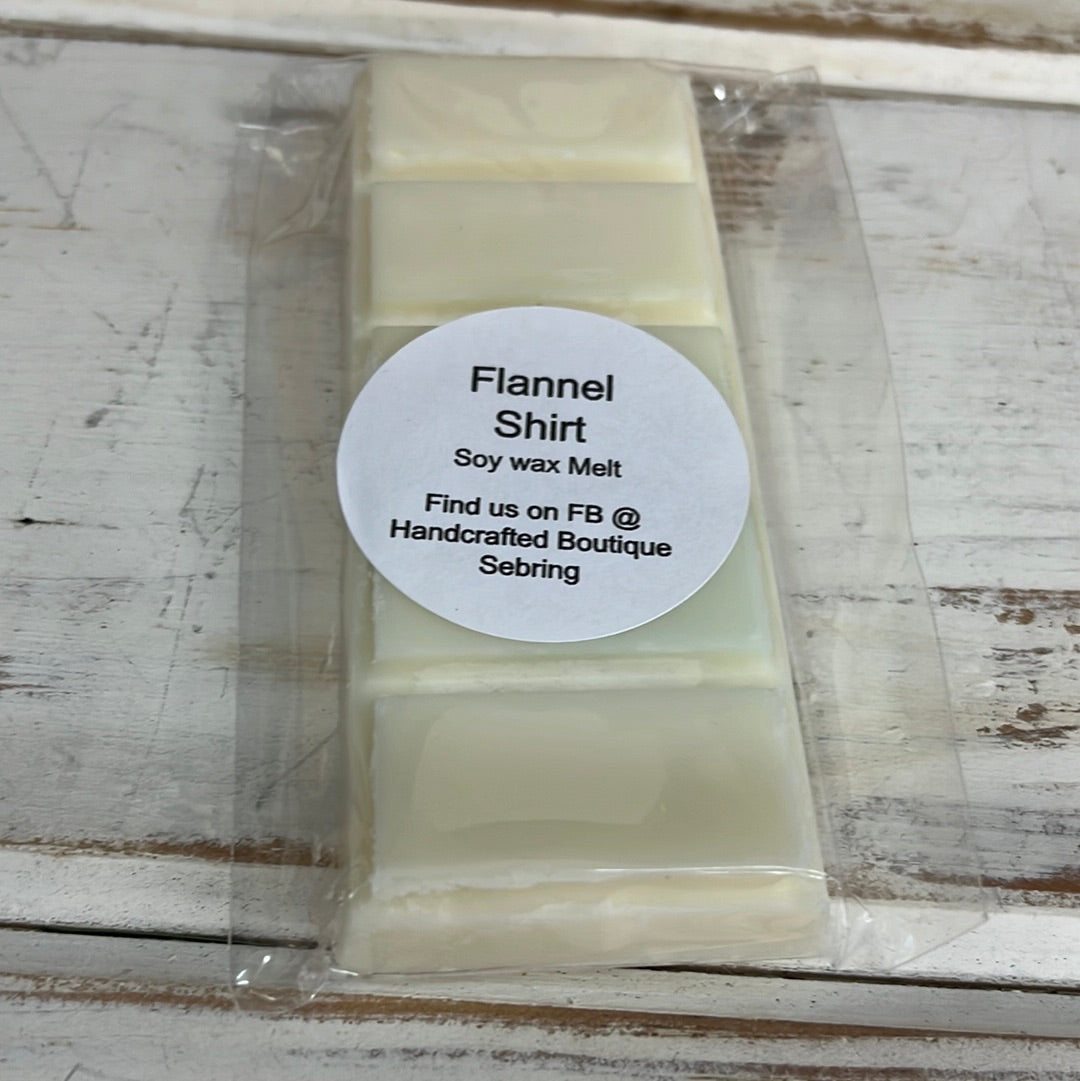 Flannel
Shirt
Soy wax Melt
Find us on FB @
Handcrafted Boutique
Sebring